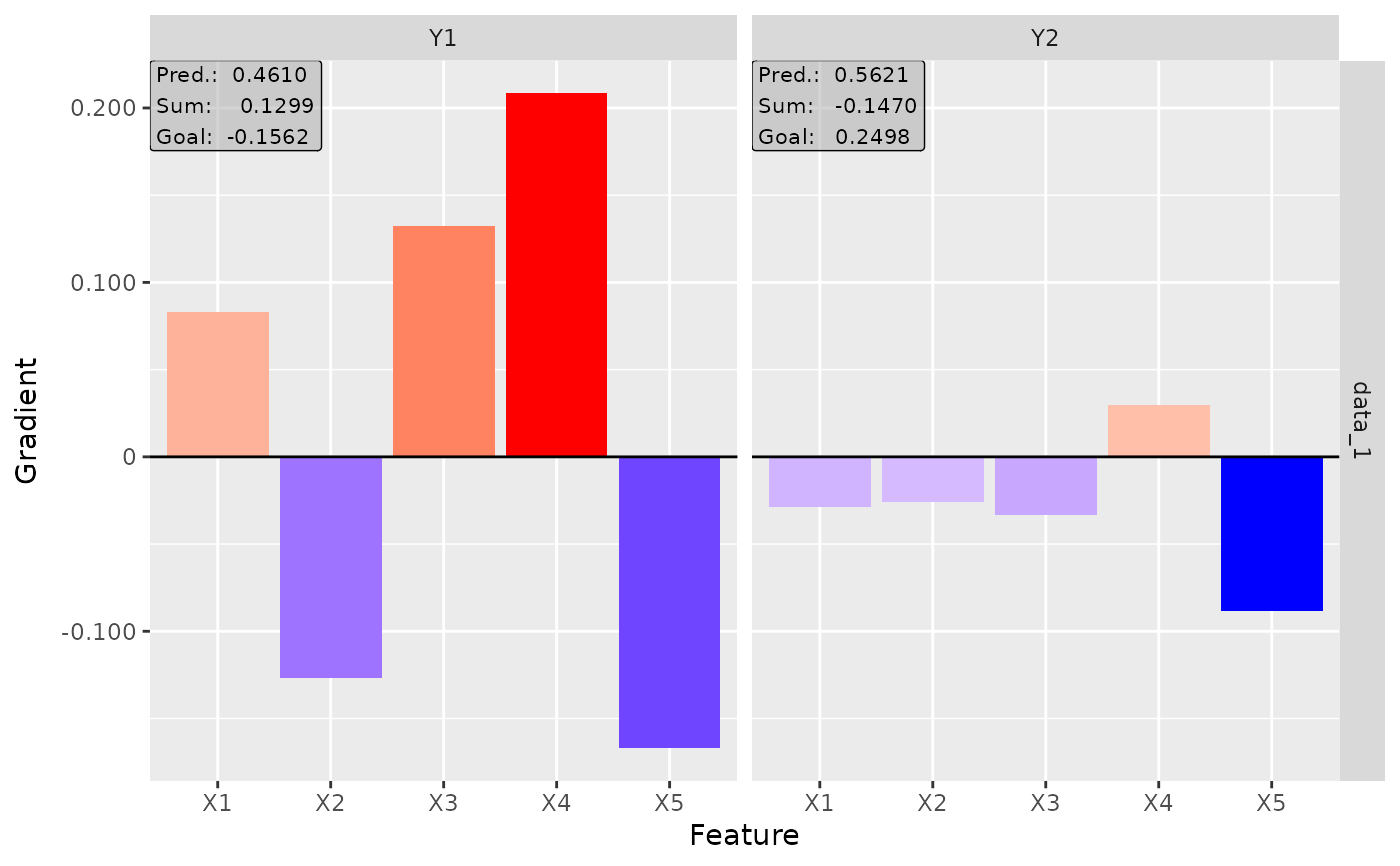 Y1
Y2
Pred.: 0.4610
Sum: 0.1299
Goal: -0.1562
Pred.: 0.5621
Sum: -0.1470
Goal: 0.2498
0.200
0.100
0
-0.100
Gradient
data_1
X1 X2 X3 X4 X5
X1 X2 X3 X4 X5
Feature